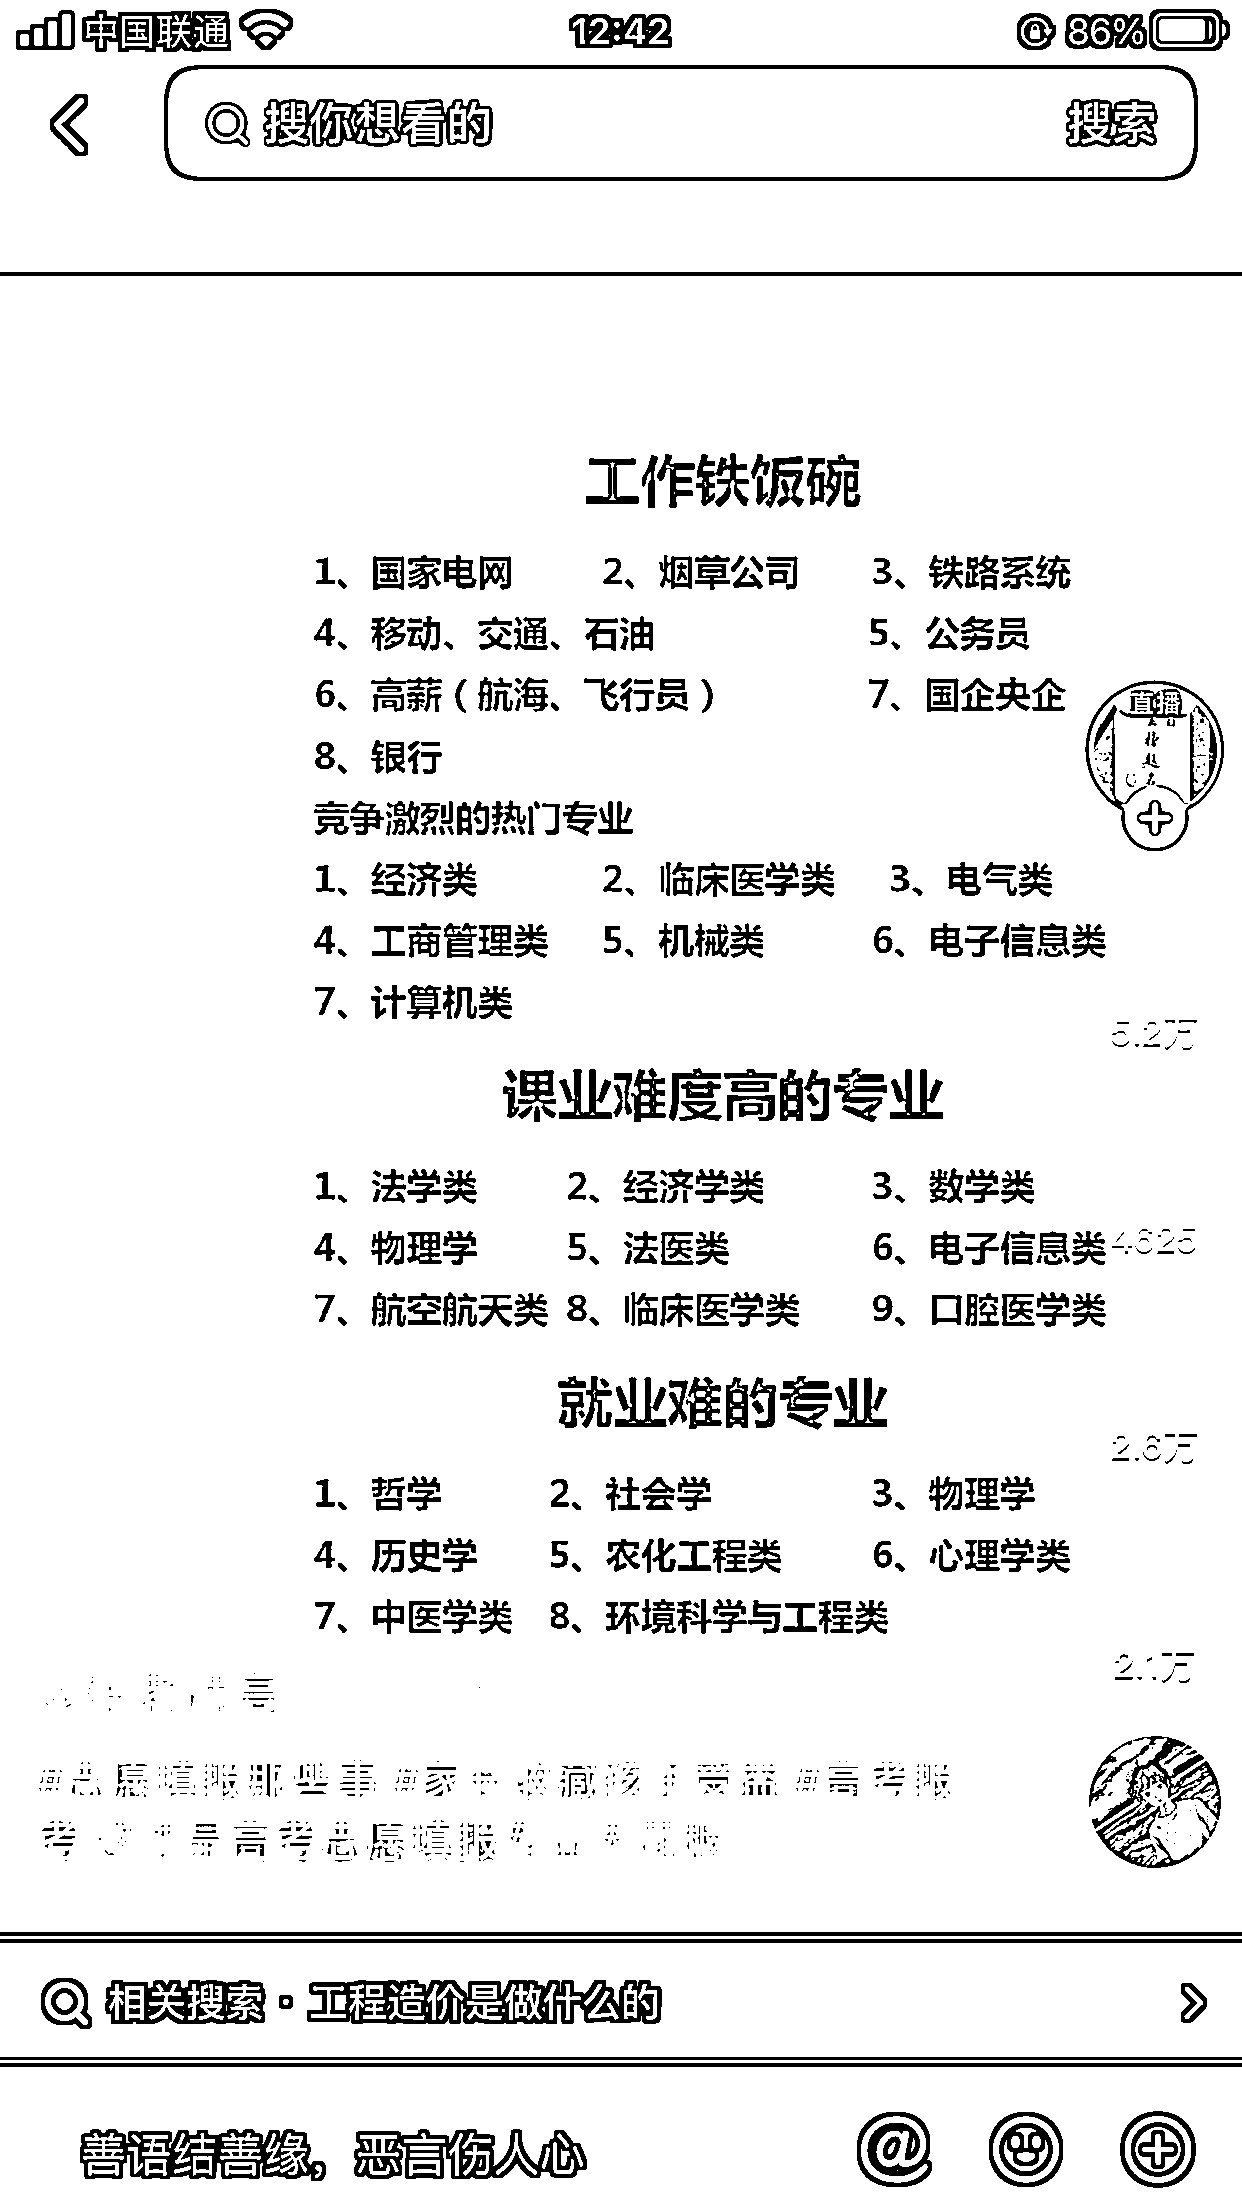 中国联通 12:42 86%
搜你想看的 搜索
工作铁饭碗
1、国家电网 2、烟草公司 3、铁路系统
4、移动、交通、石油 5、公务员
6、高薪（航海、飞行员） 7、国企央企
直播
8、银行
竞争激烈的热门专业
1、经济类 2、临床医学类 3、电气类
4、工商管理类 5、机械类 6、电子信息类
7、计算机类
5.2万
课业难度高的专业
1、法学类 2、经济学类 3、数学类
4、物理学 5、法医类 6、电子信息类
4625
7、航空航天类 8、临床医学类 9、口腔医学类
就业难的专业
2.6万
1、哲学 2、社会学 3、物理学
4、历史学 5、农化工程类 6、心理学类
7、中医学类 8、环境科学与工程类
2.1万
#志愿填报那些事 #家长收藏孩子受益 #高考报
考 高考志愿填报
相关搜索·工程造价是做什么的
善语结善缘，恶言伤人心